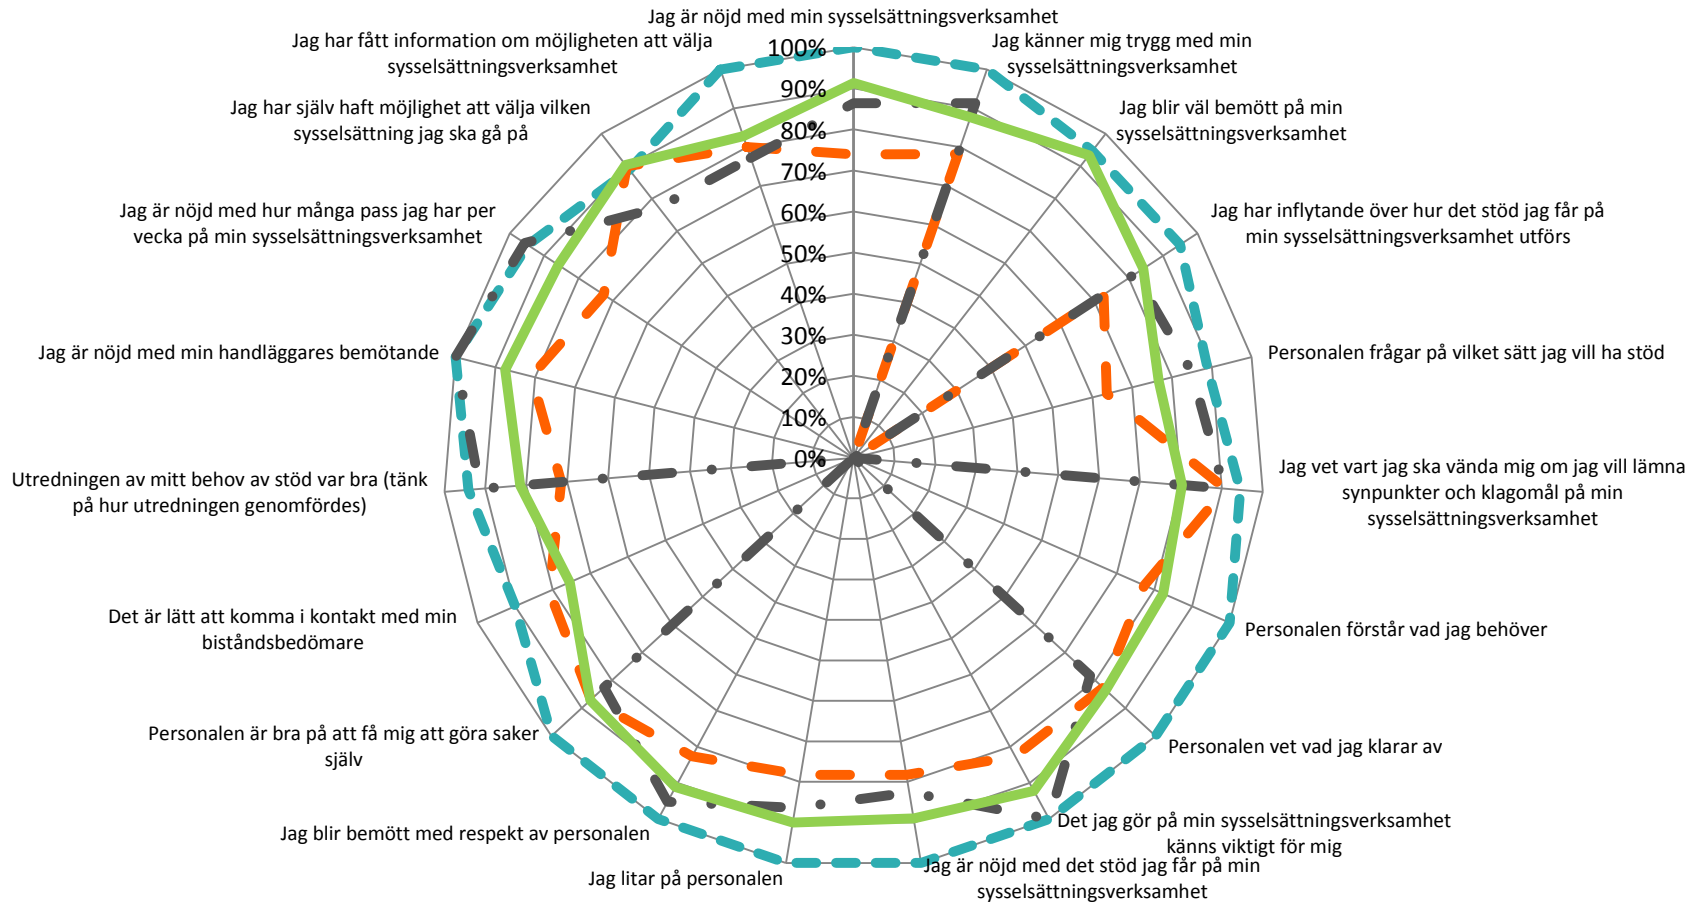 Jag är nöjd med min sysselsättningsverksamhet
Jag känner mig trygg med min
sysselsättningsverksamhet
Jag blir väl bemött på min
sysselsättningsverksamhet
Jag har inflytande över hur det stöd jag får på
min sysselsättningsverksamhet utförs
Personalen frågar på vilket sätt jag vill ha stöd
Jag vet vart jag ska vända mig om jag vill lämna
synpunkter och klagomål på min
sysselsättningsverksamhet
Personalen förstår vad jag behöver
Personalen vet vad jag klarar av
Det jag gör på min sysselsättningsverksamhet
känns viktigt för mig
Jag är nöjd med det stöd jag får på min
sysselsättningsverksamhet
Jag litar på personalen
Jag blir bemött med respekt av personalen
Personalen är bra på att få mig att göra saker
själv
Det är lätt att komma i kontakt med min
biståndsbedömare
Utredningen av mitt behov av stöd var bra (tänk
på hur utredningen genomfördes)
Jag är nöjd med min handläggares bemötande
Jag är nöjd med hur många pass jag har per
vecka på min sysselsättningsverksamhet
Jag har själv haft möjlighet att välja vilken
sysselsättning jag ska gå på
Jag har fått information om möjligheten att välja
sysselsättningsverksamhet
100%
90%
80%
70%
60%
50%
40%
30%
20%
10%
0%